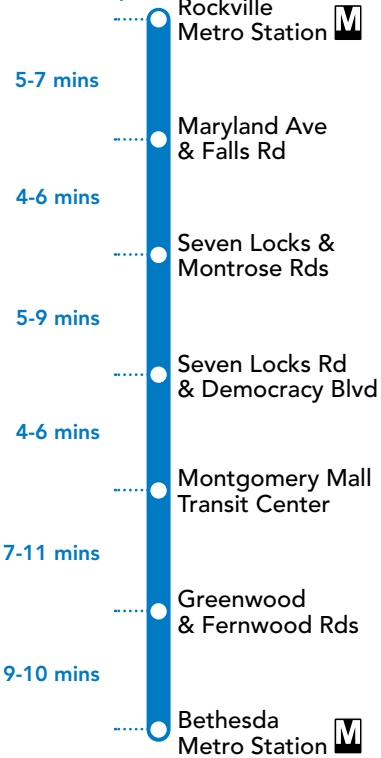 Rockville
Metro Station M
5-7 mins
Maryland Ave
& Falls Rd
4-6 mins
Seven Locks &
Montrose Rds
5-9 mins
Seven Locks Rd
& Democracy Blvd
4-6 mins
Montgomery Mall
Transit Center
7-11 mins
Greenwood
& Fernwood Rds
9-10 mins
Bethesda
Metro Station M